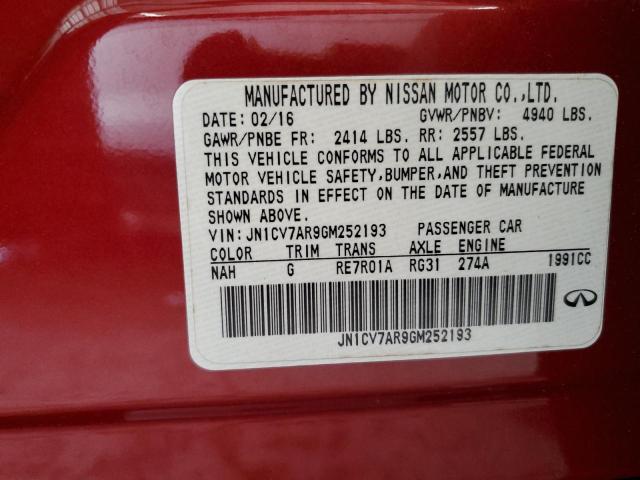 MANUFACTURED BY NISSAN MOTOR CO.,LTD.
DATE: 02/16 GVWR/PNBV: 4940 LBS.
GAWR/PNBE FR: 2414 LBS. RR: 2557 LBS.
THIS VEHICLE CONFORMS TO ALL APPLICABLE FEDERAL
MOTOR VEHICLE SAFETY,BUMPER,AND THEFT PREVENTION
STANDARDS IN EFFECT ON THE DATE OF MANUFACTURE
SHOWN ABOVE.
VIN: JN1CV7AR9GM252193 PASSENGER CAR
COLOR TRIM TRANS AXLE ENGINE
NAH G RE7R01A RG31 274A 1991CC
JN1CV7AR9GM252193